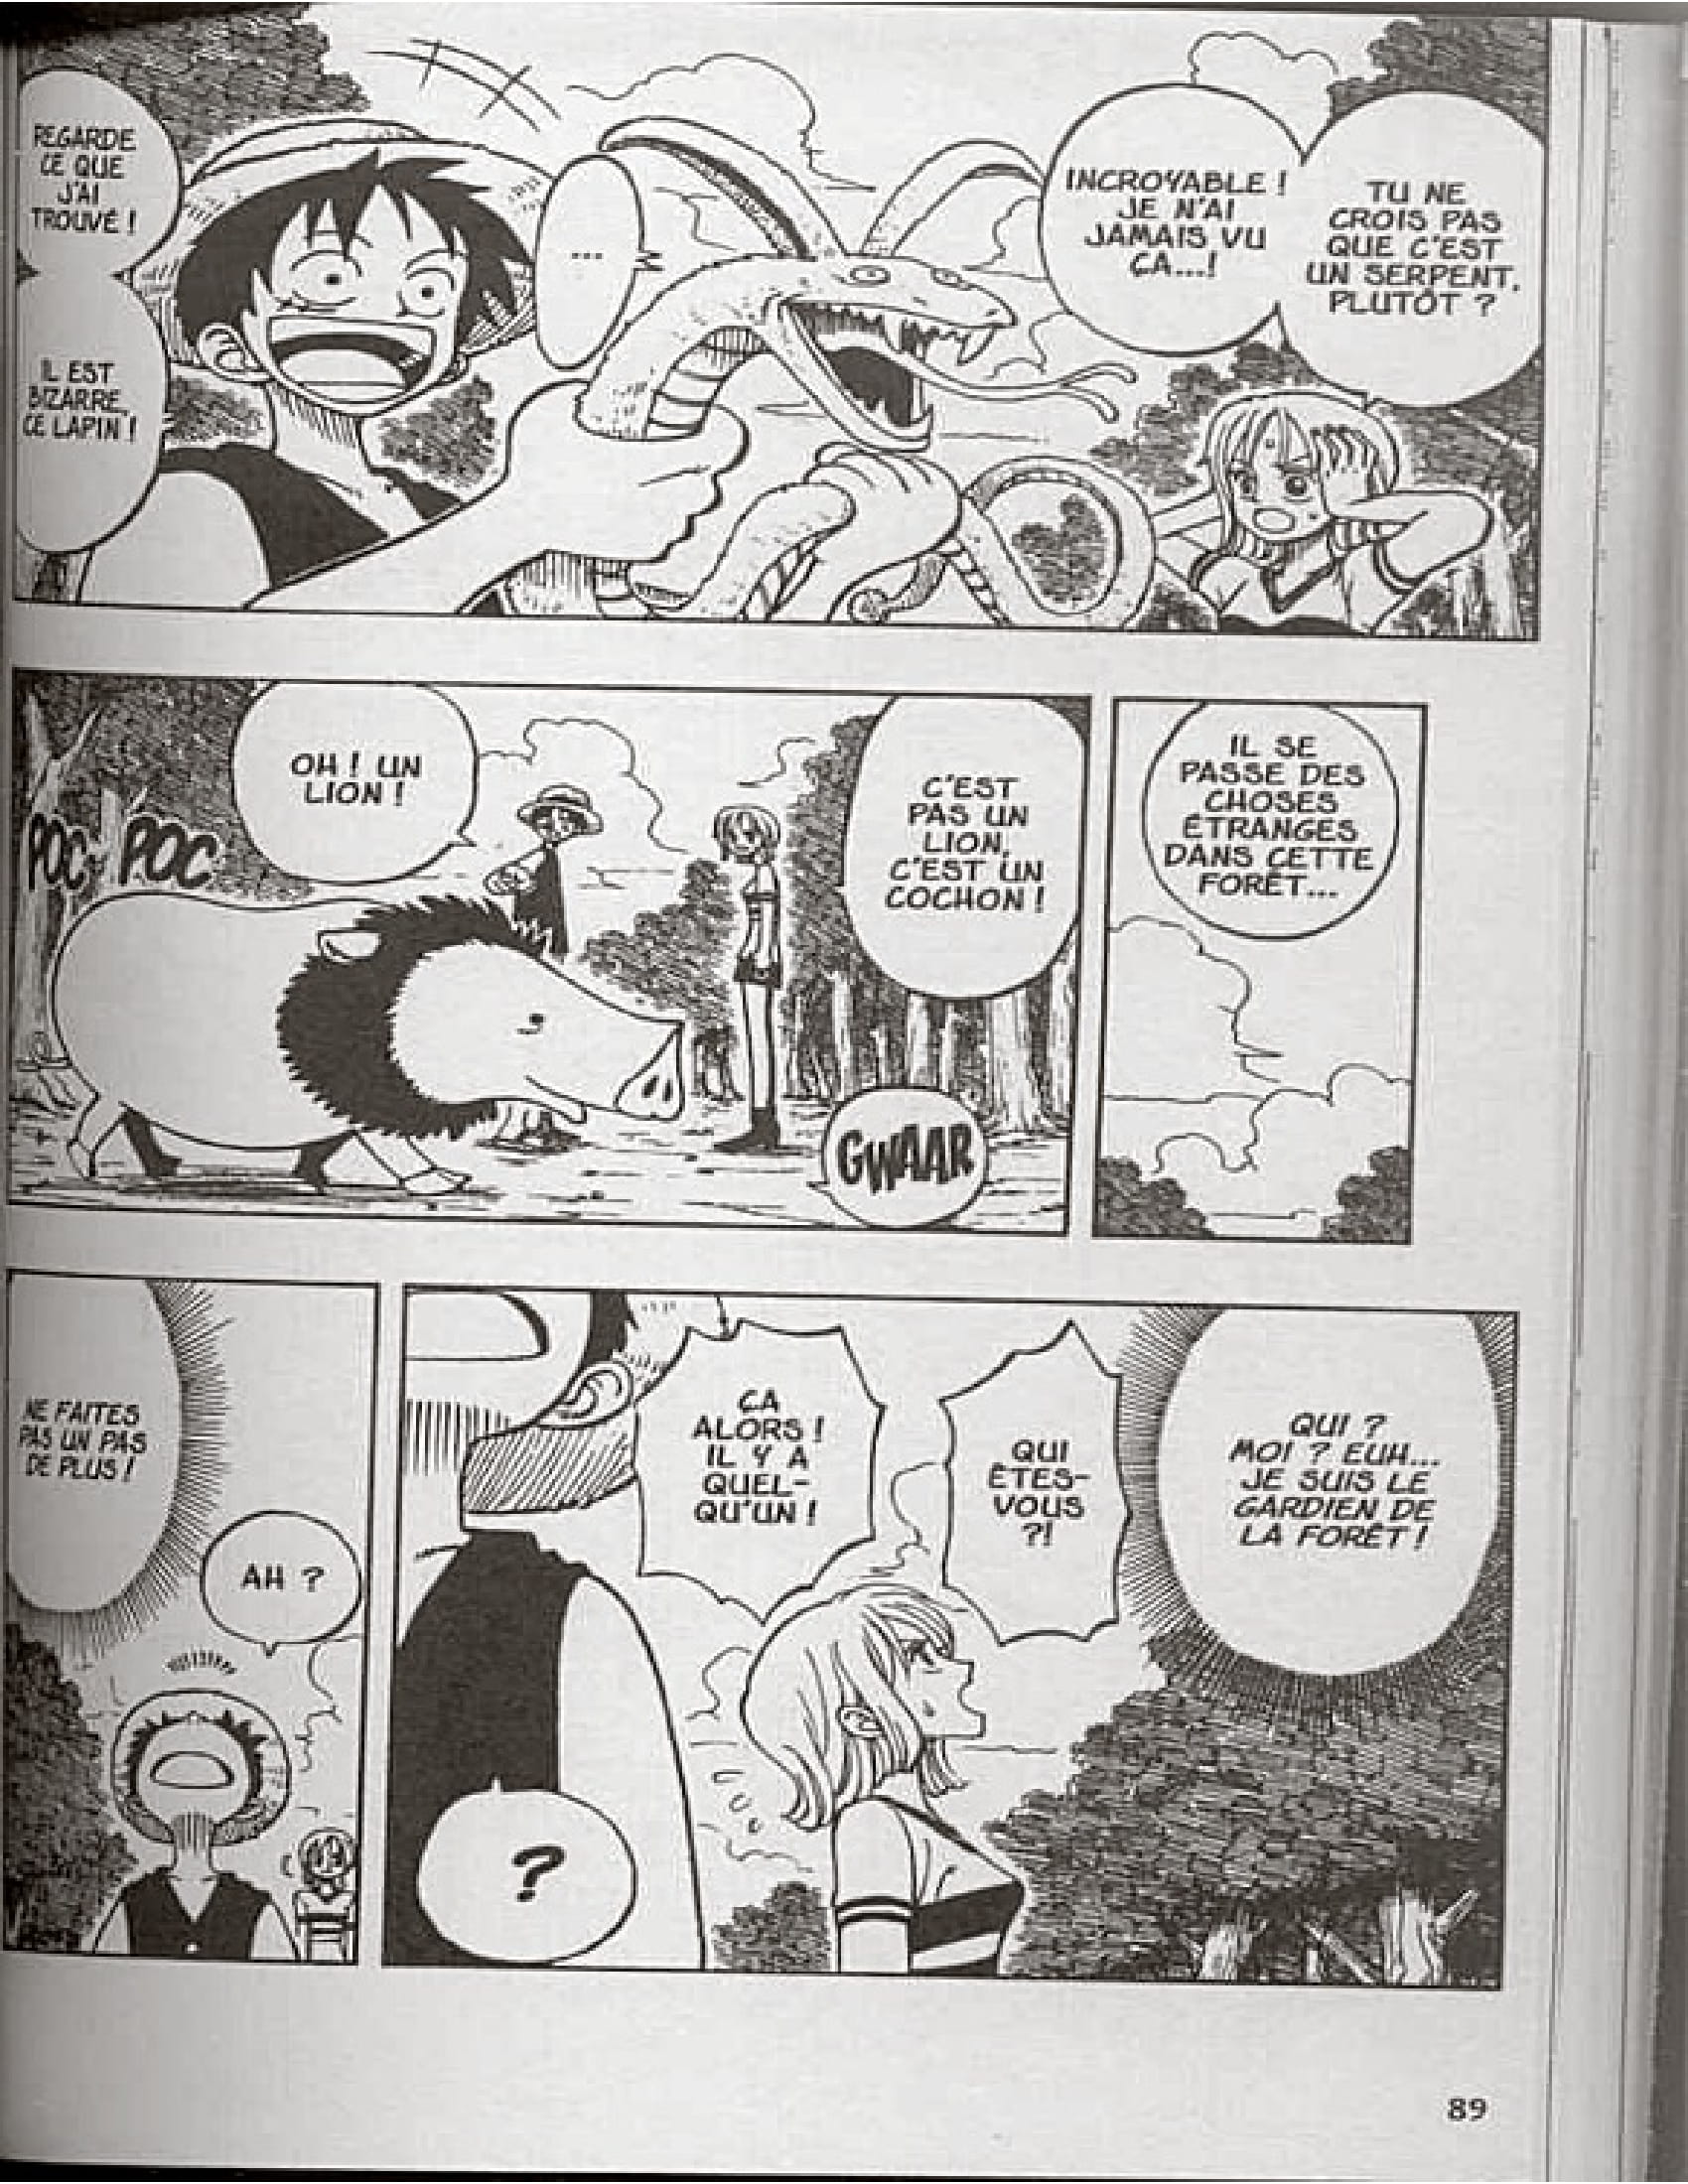 TU NE
CROIS PAS
QUE C'EST
UN SERPENT,
PLUTÔT ?
INCROYABLE !
JE N'AI
JAMAIS VU
ÇA...!
...
REGARDE
CE QUE
J'AI
TROUVÉ !
IL EST
BIZARRE,
CE LAPIN !
IL SE
PASSE DES
CHOSES
ÉTRANGES
DANS CETTE
FORÊT...
C'EST
PAS UN
LION,
C'EST UN
COCHON !
OH ! UN
LION !
POC POC
GWAAR
QUI ?
MOI ? EUH...
JE SUIS LE
GARDIEN DE
LA FORÊT !
QUI
ÊTES-
VOUS
?!
ÇA
ALORS !
IL Y A
QUEL-
QU'UN !
?
NE FAITES
PAS UN PAS
DE PLUS !
AH ?
89